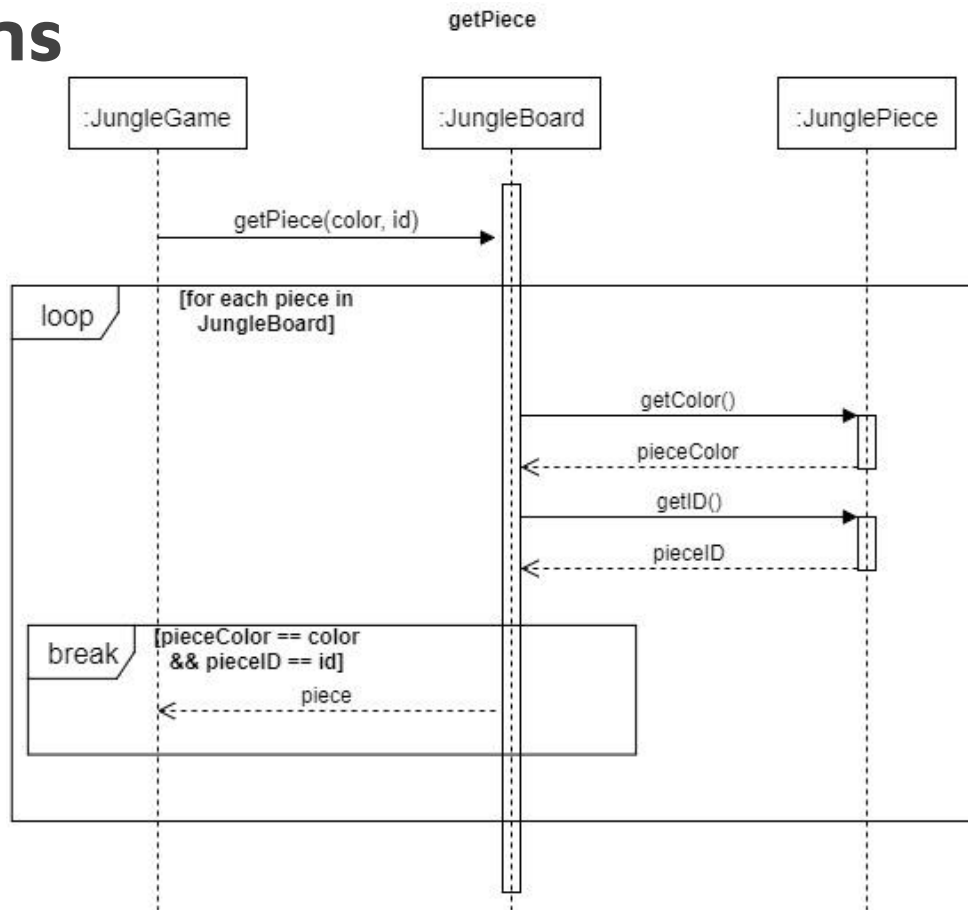 getPiece
ns
:JungleGame
:JungleBoard
:JunglePiece
getPiece(color, id)
loop
[for each piece in
JungleBoard]
getColor()
pieceColor
getID()
pieceID
break
[pieceColor == color
&& pieceID == id]
piece